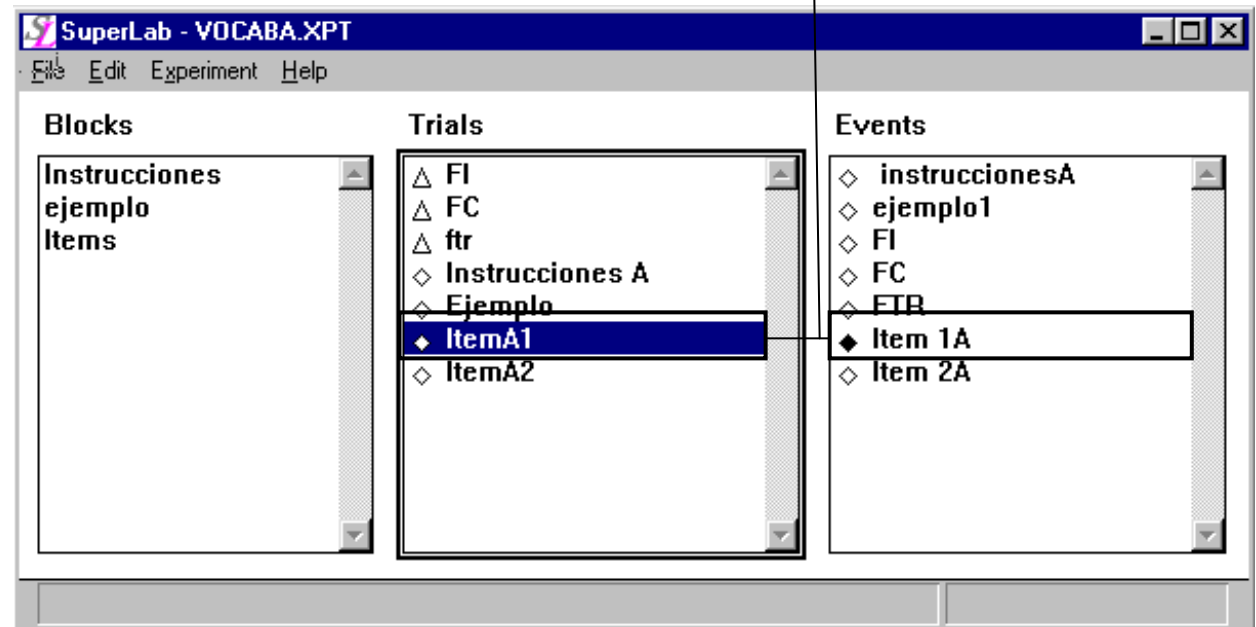 SuperLab - VOCABA.XPT
File Edit Experiment Help
Blocks
Instrucciones
ejemplo
Items
Trials
FI
FC
ftr
Instrucciones A
Ejemplo
ItemA1
ItemA2
Events
instruccionesA
ejemplo1
FI
FC
FTR
Item 1A
Item 2A